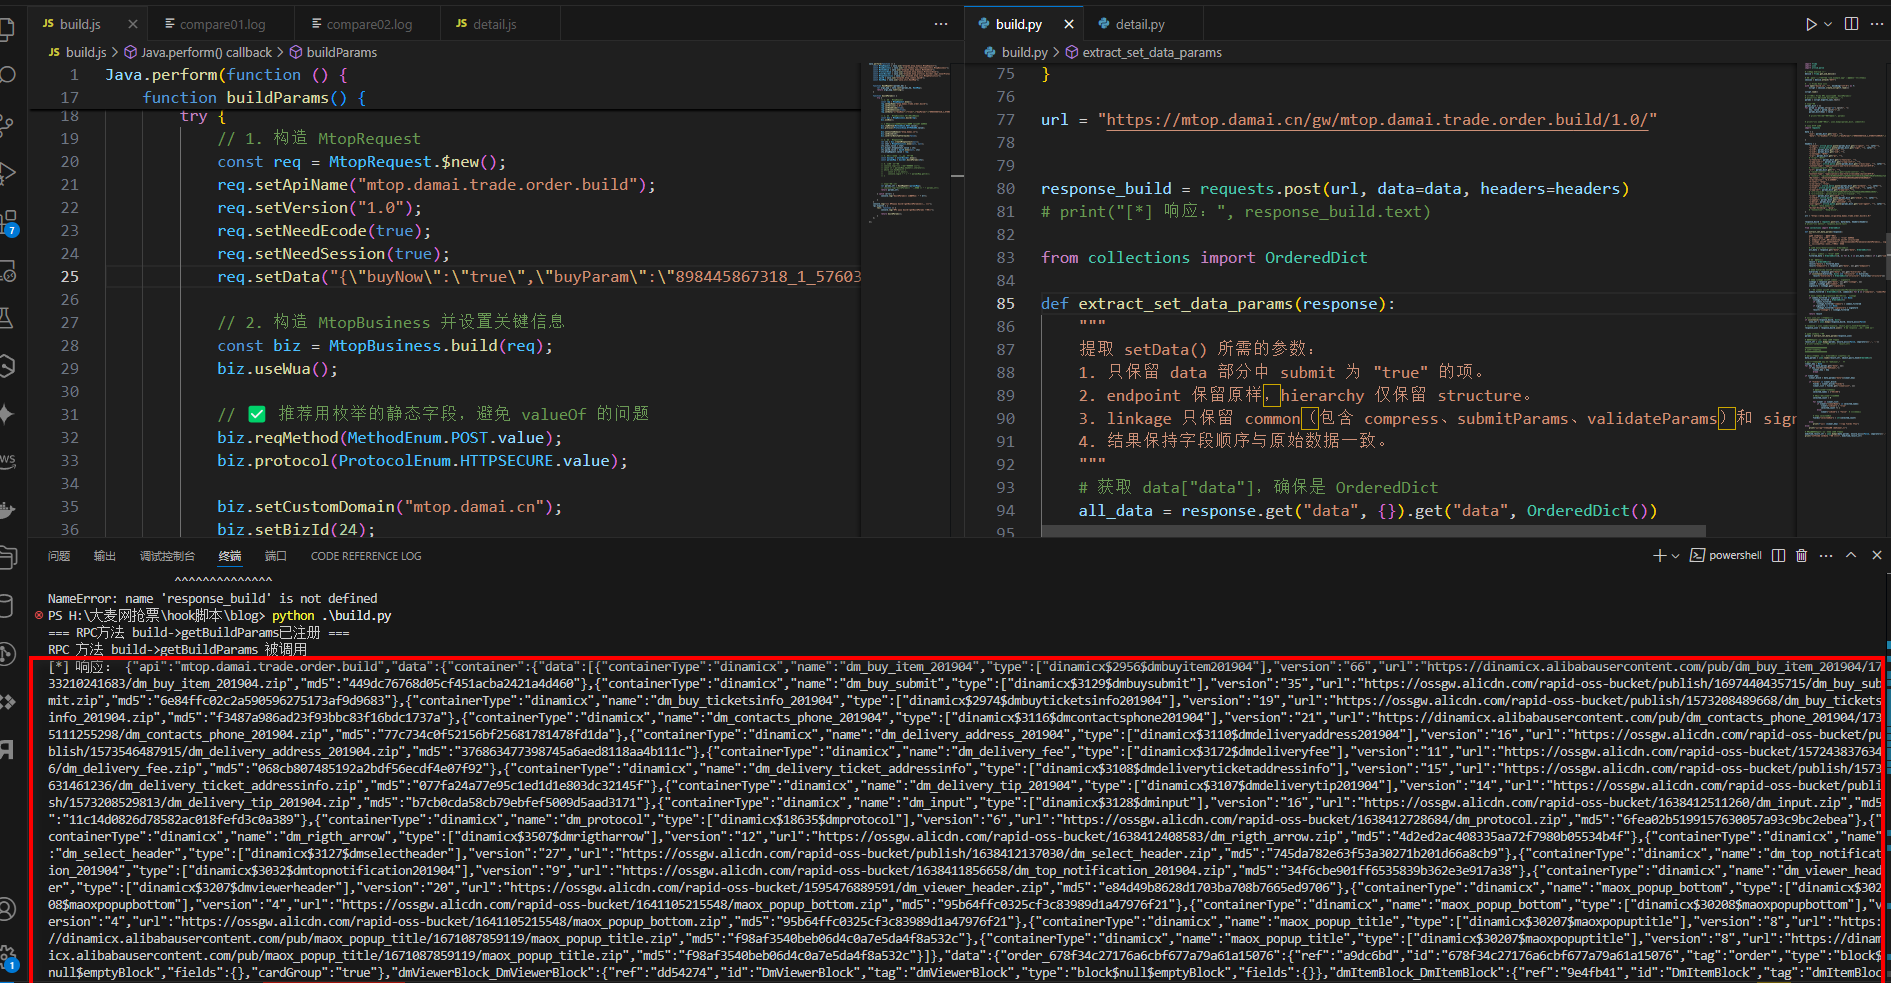 JS build.js × compare01.log compare02.log JS detail.js ···
JS build.js > Java.perform() callback > buildParams
1 Java.perform(function () {
17 function buildParams() {
18 try {
19 // 1. 构造 MtopRequest
20 const req = MtopRequest.$new();
21 req.setApiName("mtop.damai.trade.order.build");
22 req.setVersion("1.0");
23 req.setNeedEcode(true);
24 req.setNeedSession(true);
25 req.setData("{\"buyNow\":\"true\",\"buyParam\":\"898445867318_1_57603
26
27 // 2. 构造 MtopBusiness 并设置关键信息
28 const biz = MtopBusiness.build(req);
29 biz.useWua();
30
31 // ✅ 推荐用枚举的静态字段，避免 valueOf 的问题
32 biz.reqMethod(MethodEnum.POST.value);
33 biz.protocol(ProtocolEnum.HTTPSECURE.value);
34
35 biz.setCustomDomain("mtop.damai.cn");
36 biz.setBizId(24);
build.py × detail.py
build.py > extract_set_data_params
75 }
76
77 url = "https://mtop.damai.cn/gw/mtop.damai.trade.order.build/1.0/"
78
79
80 response_build = requests.post(url, data=data, headers=headers)
81 # print("[*] 响应：", response_build.text)
82
83 from collections import OrderedDict
84
85 def extract_set_data_params(response):
86 """
87 提取 setData() 所需的参数：
88 1. 只保留 data 部分中 submit 为 "true" 的项。
89 2. endpoint 保留原样，hierarchy 仅保留 structure。
90 3. linkage 只保留 common（包含 compress、submitParams、validateParams）和 sign
91 4. 结果保持字段顺序与原始数据一致。
92 """
93 # 获取 data["data"]，确保是 OrderedDict
94 all_data = response.get("data", {}).get("data", OrderedDict())
95
问题 输出 调试控制台 终端 端口 CODE REFERENCE LOG powershell
^^^^^^^^^^^^^^
NameError: name 'response_build' is not defined
PS H:\大麦网抢票\hook脚本\blog> python .\build.py
=== RPC方法 build->getBuildParams已注册 ===
RPC 方法 build->getBuildParams 被调用
[*] 响应： {"api":"mtop.damai.trade.order.build","data":{"container":{"data":[{"containerType":"dinamicx","name":"dm_buy_item_201904","type":["dinamicx$2956$dmbuyitem201904"],"version":"66","url":"https://dinamicx.alibabausercontent.com/pub/dm_buy_item_201904/17
33210241683/dm_buy_item_201904.zip","md5":"449dc76768d05cf451acba2421a4d460"},{"containerType":"dinamicx","name":"dm_buy_submit","type":["dinamicx$3129$dmbuysubmit"],"version":"35","url":"https://ossgw.alicdn.com/rapid-oss-bucket/publish/1697440435715/dm_buy_sub
mit.zip","md5":"6e84ffc02c2a590596275173af9d9683"},{"containerType":"dinamicx","name":"dm_buy_ticketsinfo_201904","type":["dinamicx$2974$dmbuyticketsinfo201904"],"version":"19","url":"https://ossgw.alicdn.com/rapid-oss-bucket/publish/1573208489668/dm_buy_tickets
info_201904.zip","md5":"f3487a986ad23f93bbc83f16bdc1737a"},{"containerType":"dinamicx","name":"dm_contacts_phone_201904","type":["dinamicx$3116$dmcontactsphone201904"],"version":"21","url":"https://dinamicx.alibabausercontent.com/pub/dm_contacts_phone_201904/173
5111255298/dm_contacts_phone_201904.zip","md5":"77c734c0f52156bf25681781478fd1da"},{"containerType":"dinamicx","name":"dm_delivery_address_201904","type":["dinamicx$3110$dmdeliveryaddress201904"],"version":"16","url":"https://ossgw.alicdn.com/rapid-oss-bucket/pu
blish/1573546487915/dm_delivery_address_201904.zip","md5":"376863477398745a6aed8118aa4b111c"},{"containerType":"dinamicx","name":"dm_delivery_fee","type":["dinamicx$3172$dmdeliveryfee"],"version":"11","url":"https://ossgw.alicdn.com/rapid-oss-bucket/publish/157243837634
6/dm_delivery_fee.zip","md5":"068cb807485192a2bdf56ecdf4e07f92"},{"containerType":"dinamicx","name":"dm_delivery_ticket_addressinfo","type":["dinamicx$3108$dmdeliveryticketaddressinfo"],"version":"15","url":"https://ossgw.alicdn.com/rapid-oss-bucket/publish/1573
631461236/dm_delivery_ticket_addressinfo.zip","md5":"077fa24a77e95c1ed1d1e803dc32145f"},{"containerType":"dinamicx","name":"dm_delivery_tip_201904","type":["dinamicx$3107$dmdeliverytip201904"],"version":"14","url":"https://ossgw.alicdn.com/rapid-oss-bucket/publi
sh/1573208529813/dm_delivery_tip_201904.zip","md5":"b7cb0cda58cb79ebfef5009d5aad3171"},{"containerType":"dinamicx","name":"dm_input","type":["dinamicx$3128$dminput"],"version":"16","url":"https://ossgw.alicdn.com/rapid-oss-bucket/1638412511260/dm_input.zip","md5
":"11c14d0826d78582ac018fefd3c0a389"},{"containerType":"dinamicx","name":"dm_protocol","type":["dinamicx$18635$dmprotocol"],"version":"6","url":"https://ossgw.alicdn.com/rapid-oss-bucket/1638412728684/dm_protocol.zip","md5":"6fea02b5199157630057a93c9bc2ebea"},{"
containerType":"dinamicx","name":"dm_rigth_arrow","type":["dinamicx$3507$dmrigtharrow"],"version":"12","url":"https://ossgw.alicdn.com/rapid-oss-bucket/1638412408583/dm_rigth_arrow.zip","md5":"4d2ed2ac408335aa72f7980b05534b4f"},{"containerType":"dinamicx","name"
:"dm_select_header","type":["dinamicx$3127$dmselectheader"],"version":"27","url":"https://ossgw.alicdn.com/rapid-oss-bucket/publish/1638412137030/dm_select_header.zip","md5":"745da782e63f53a30271b201d66a8cb9"},{"containerType":"dinamicx","name":"dm_top_notificat
ion_201904","type":["dinamicx$3032$dmtopnotification201904"],"version":"9","url":"https://ossgw.alicdn.com/rapid-oss-bucket/1638411856658/dm_top_notification_201904.zip","md5":"34f6cbe901ff6535839b362e3e917a38"},{"containerType":"dinamicx","name":"dm_viewer_head
er","type":["dinamicx$3207$dmviewerheader"],"version":"20","url":"https://ossgw.alicdn.com/rapid-oss-bucket/1595476889591/dm_viewer_header.zip","md5":"e84d49b8628d1703ba708b7665ed9706"},{"containerType":"dinamicx","name":"maox_popup_bottom","type":["dinamicx$302
08$maoxpopupbottom"],"version":"4","url":"https://ossgw.alicdn.com/rapid-oss-bucket/1641105215548/maox_popup_bottom.zip","md5":"95b64ffc0325cf3c83989d1a47976f21"},{"containerType":"dinamicx","name":"maox_popup_bottom","type":["dinamicx$30208$maoxpopupbottom"],"v
ersion":"4","url":"https://ossgw.alicdn.com/rapid-oss-bucket/1641105215548/maox_popup_bottom.zip","md5":"95b64ffc0325cf3c83989d1a47976f21"},{"containerType":"dinamicx","name":"maox_popup_title","type":["dinamicx$30207$maoxpopuptitle"],"version":"8","url":"https:
//dinamicx.alibabausercontent.com/pub/maox_popup_title/1671087859119/maox_popup_title.zip","md5":"f98af3540beb06d4c0a7e5da4f8a532c"},{"containerType":"dinamicx","name":"maox_popup_title","type":["dinamicx$30207$maoxpopuptitle"],"version":"8","url":"https://dinam
icx.alibabausercontent.com/pub/maox_popup_title/1671087859119/maox_popup_title.zip","md5":"f98af3540beb06d4c0a7e5da4f8a532c"}]},"data":{"order_678f34c27176a6cbf677a79a61a15076":{"ref":"a9dc6bd","id":"678f34c27176a6cbf677a79a61a15076","tag":"order","type":"block$
null$emptyBlock","fields":{},"cardGroup":"true"},"dmViewerBlock_DmViewerBlock":{"ref":"dd54274","id":"DmViewerBlock","tag":"dmViewerBlock","type":"block$null$emptyBlock","fields":{}},"dmItemBlock_DmItemBlock":{"ref":"9e4fb41","id":"DmItemBlock","tag":"dmItemBloc